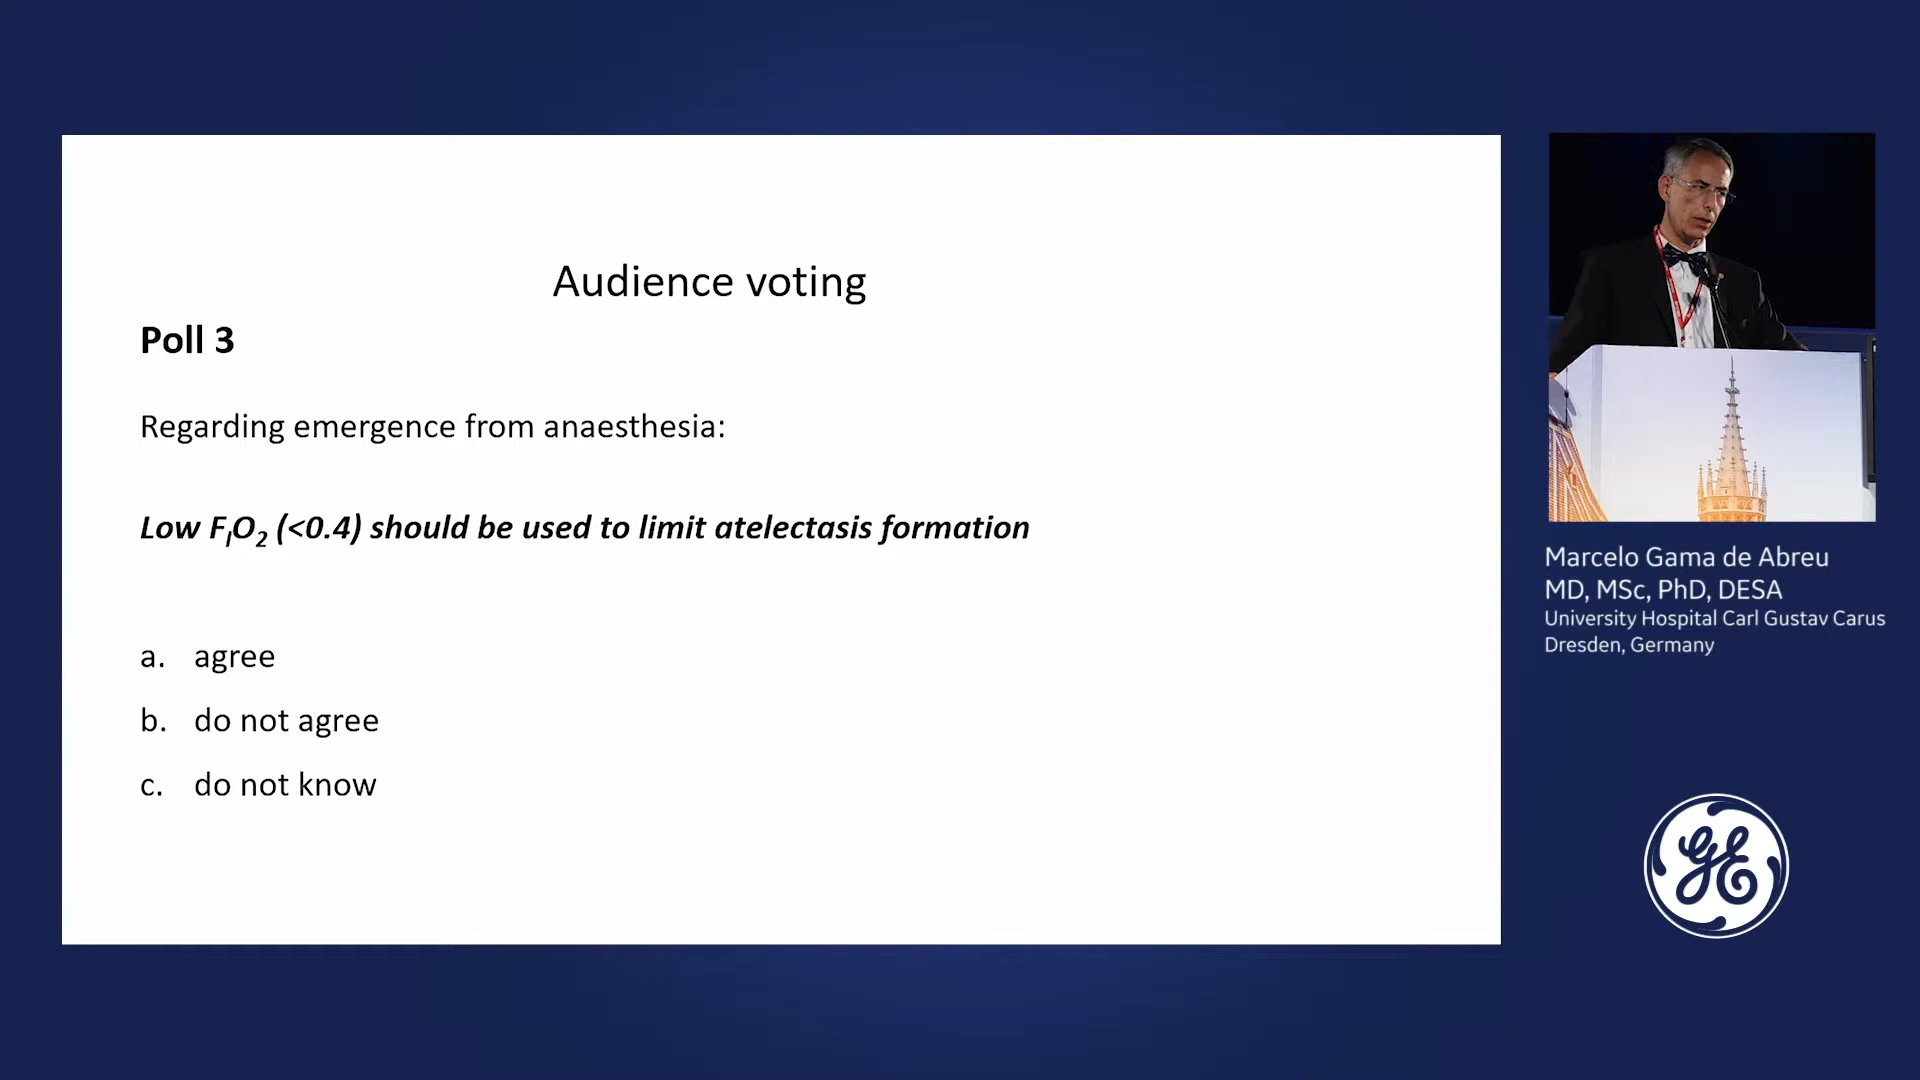 Audience voting
Poll 3
Regarding emergence from anaesthesia:
Low FIO2 (<0.4) should be used to limit atelectasis formation
a. agree
b. do not agree
c. do not know
Marcelo Gama de Abreu
MD, MSc, PhD, DESA
University Hospital Carl Gustav Carus
Dresden, Germany
GE